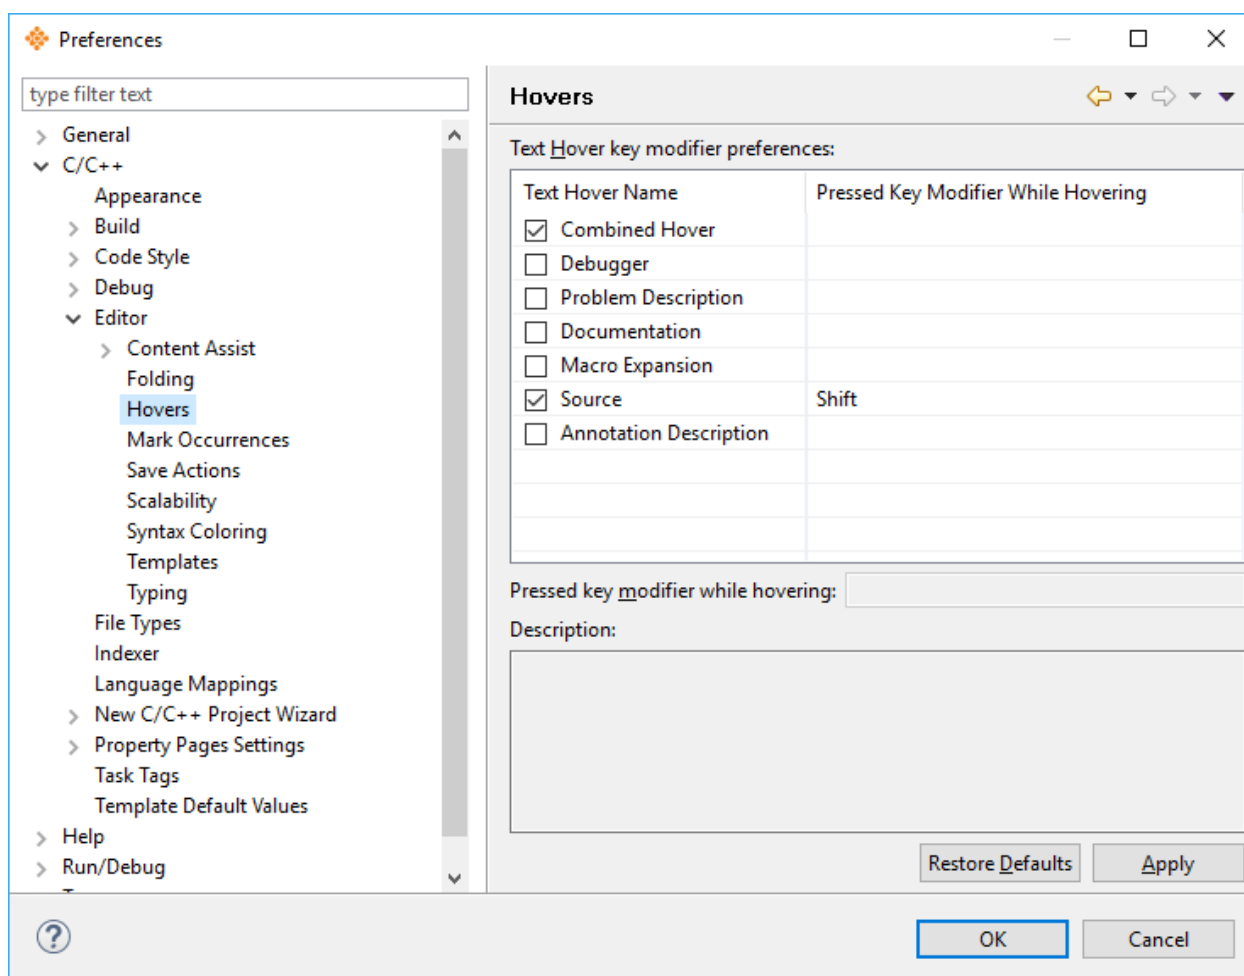 Preferences
type filter text
General
C/C++
Appearance
Build
Code Style
Debug
Editor
Content Assist
Folding
Hovers
Mark Occurrences
Save Actions
Scalability
Syntax Coloring
Templates
Typing
File Types
Indexer
Language Mappings
New C/C++ Project Wizard
Property Pages Settings
Task Tags
Template Default Values
Help
Run/Debug
Hovers
Text Hover key modifier preferences:
Text Hover Name Pressed Key Modifier While Hovering
Combined Hover
Debugger
Problem Description
Documentation
Macro Expansion
Source Shift
Annotation Description
Pressed key modifier while hovering:
Description:
Restore Defaults Apply
?
OK Cancel